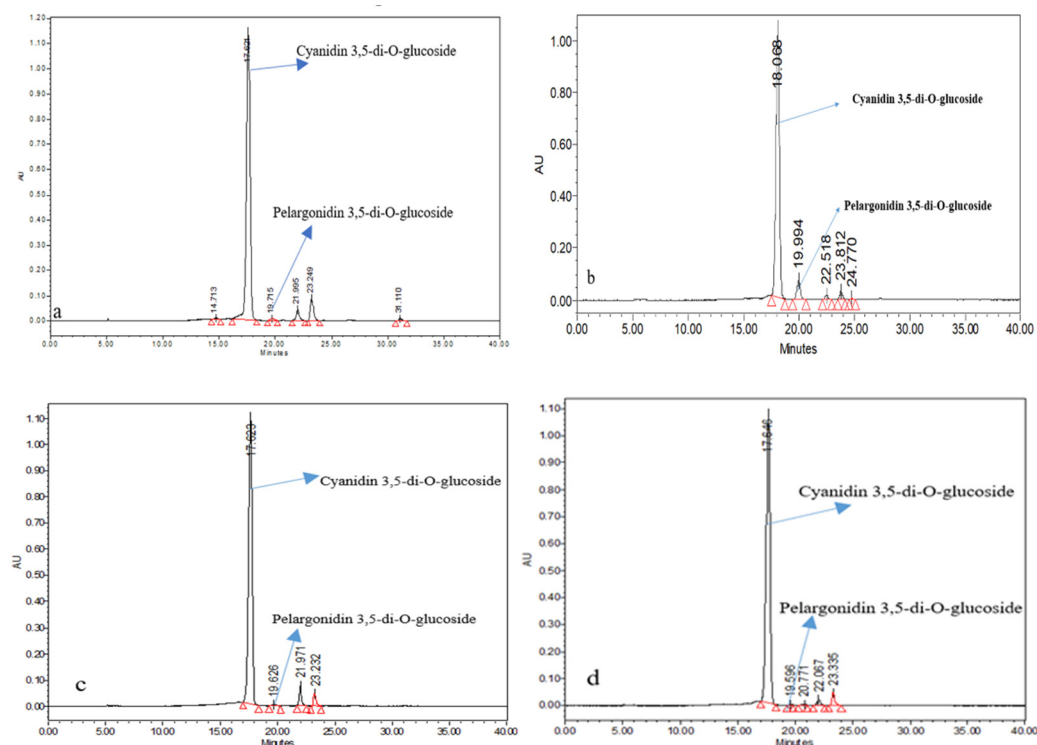 1.20
1.10
1.00
0.90
0.80
0.70
0.60
0.50
0.40
0.30
0.20
0.10
0.00
AU
17.621
Cyanidin 3,5-di-O-glucoside
Pelargonidin 3,5-di-O-glucoside
14.713
19.715
21.995
23.249
31.110
a
0.00 5.00 10.00 15.00 20.00 25.00 30.00 35.00 40.00
Minutes
1.00
0.80
0.60
0.40
0.20
0.00
AU
18.068
Cyanidin 3,5-di-O-glucoside
Pelargonidin 3,5-di-O-glucoside
19.994
22.518
23.812
24.770
b
0.00 5.00 10.00 15.00 20.00 25.00 30.00 35.00 40.00
Minutes
1.10
1.00
0.90
0.80
0.70
0.60
0.50
0.40
0.30
0.20
0.10
0.00
AU
17.623
Cyanidin 3,5-di-O-glucoside
Pelargonidin 3,5-di-O-glucoside
19.626
21.971
23.232
c
0.00 5.00 10.00 15.00 20.00 25.00 30.00 35.00 40.00
Minutes
1.10
1.00
0.90
0.80
0.70
0.60
0.50
0.40
0.30
0.20
0.10
0.00
AU
17.646
Cyanidin 3,5-di-O-glucoside
Pelargonidin 3,5-di-O-glucoside
19.596
20.771
22.067
23.335
d
0.00 5.00 10.00 15.00 20.00 25.00 30.00 35.00 40.00
Minutes